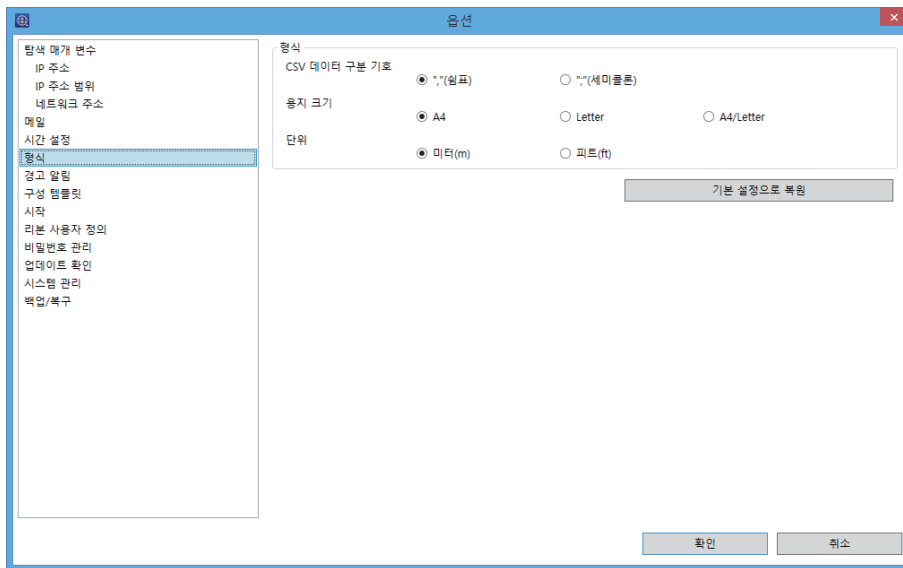 옵션
탐색 매개 변수
IP 주소
IP 주소 범위
네트워크 주소
메일
시간 설정
형식
경고 알림
구성 템플릿
시작
리본 사용자 정의
비밀번호 관리
업데이트 확인
시스템 관리
백업/복구
형식
CSV 데이터 구분 기호
","(쉼표) ";"(세미콜론)
용지 크기
A4 Letter A4/Letter
단위
미터(m) 피트(ft)
기본 설정으로 복원
확인 취소